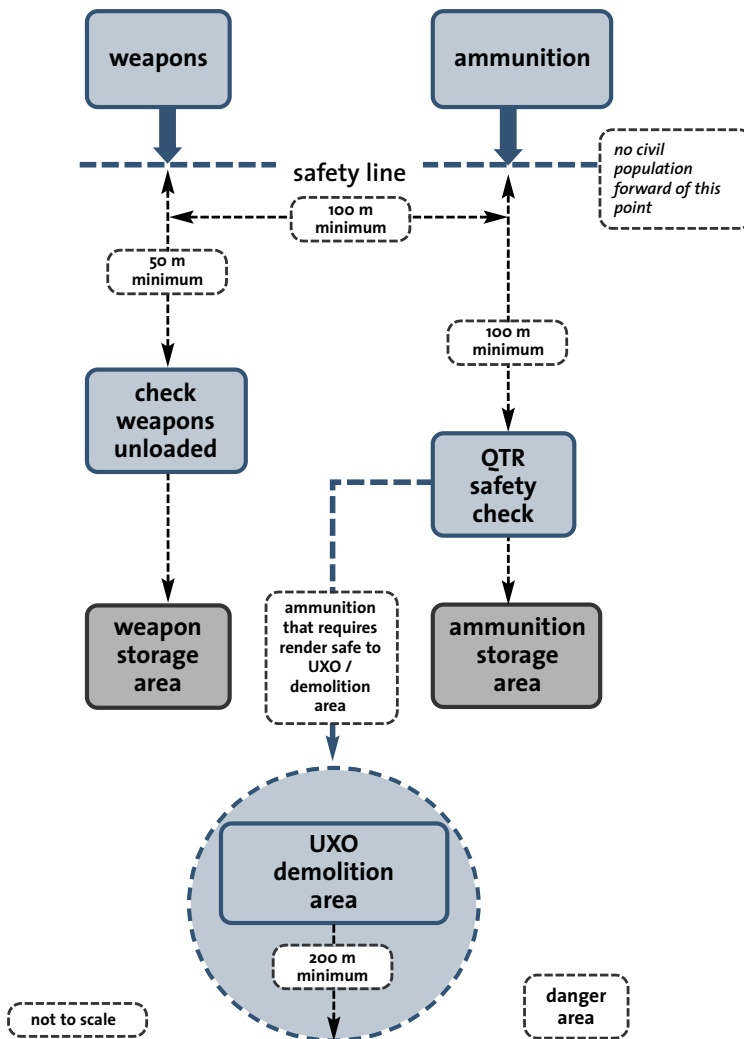 weapons
ammunition
no civil
population
forward of this
point
safety line
100 m
minimum
50 m
minimum
100 m
minimum
check
weapons
unloaded
QTR
safety
check
weapon
storage
area
ammunition
that requires
render safe to
UXO /
demolition
area
ammunition
storage
area
UXO
demolition
area
200 m
minimum
not to scale
danger
area